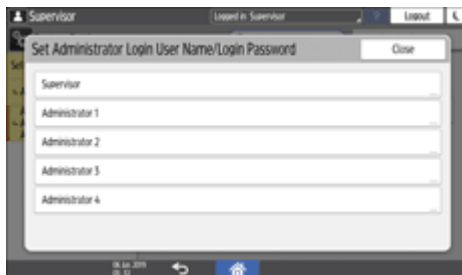 Supervisor
Logged in: Supervisor
Logout
Set Administrator Login User Name/Login Password
Close
Supervisor
Administrator 1
Administrator 2
Administrator 3
Administrator 4